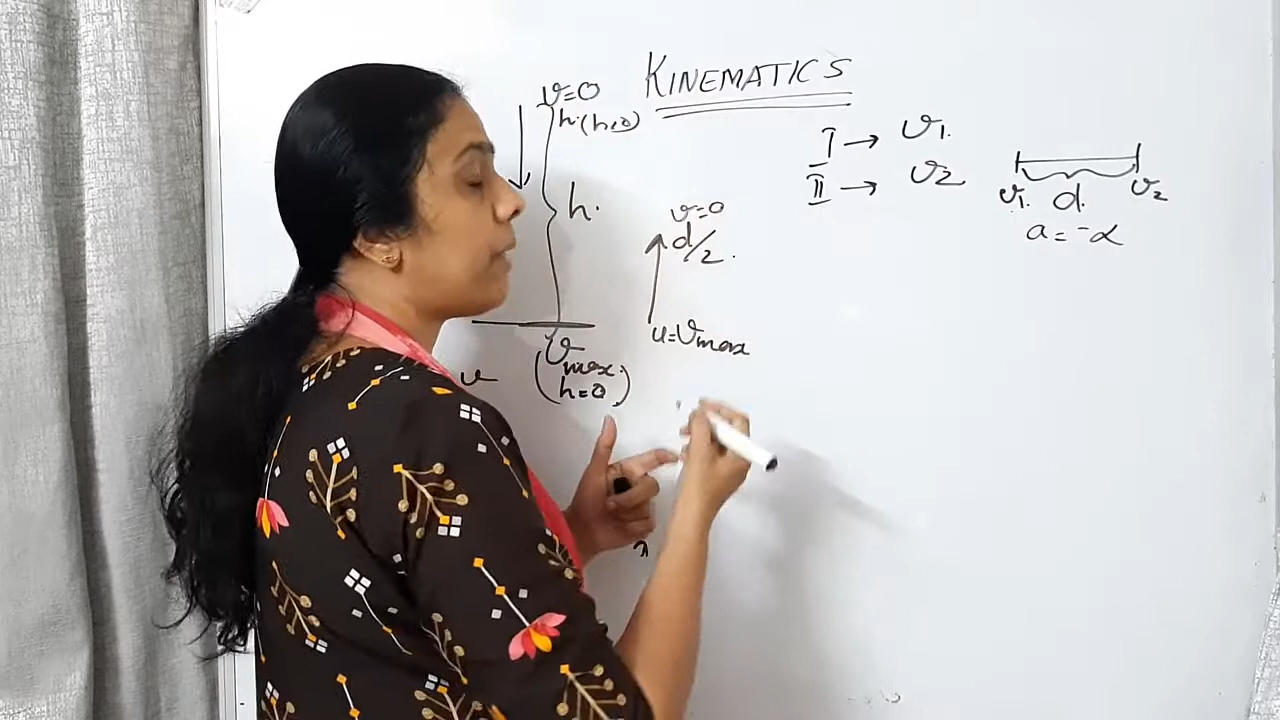 KINEMATICS
v=0
h.(h>0)
h.
v
vmax.
(h=0)
v=0
d/2.
u=vmax
I → v1.
II → v2
v1. d. v2
a=-α